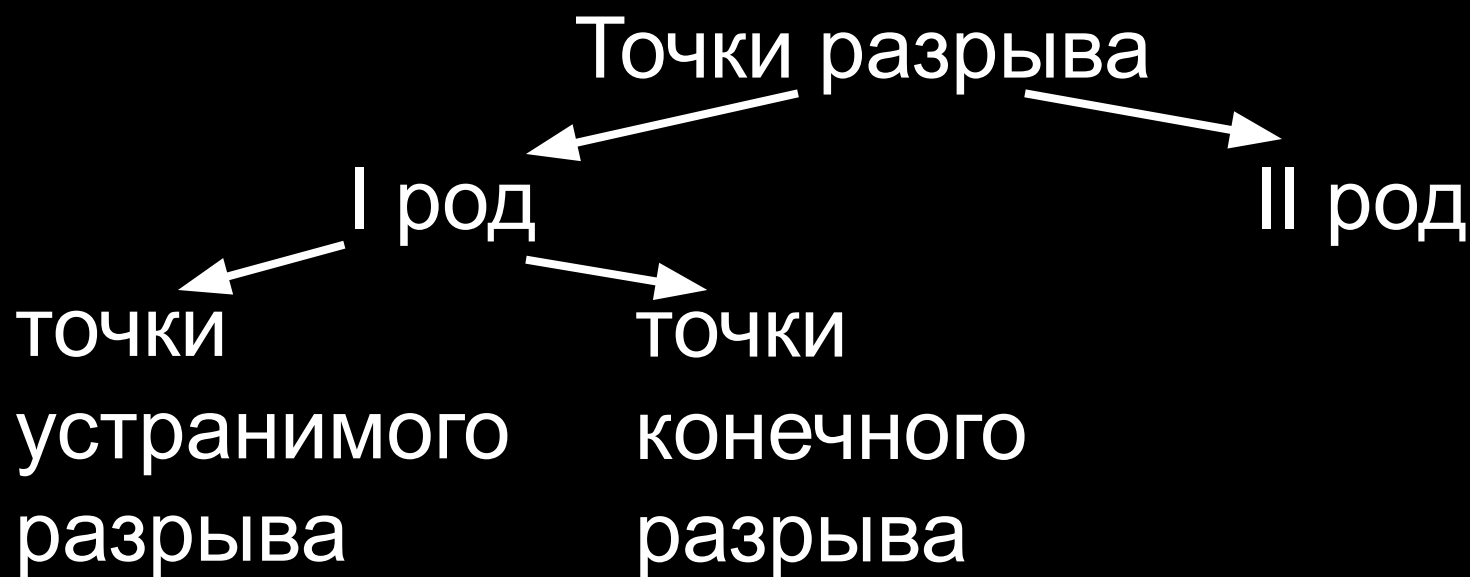 Точки разрыва
I род
II род
точки
устранимого
разрыва
точки
конечного
разрыва